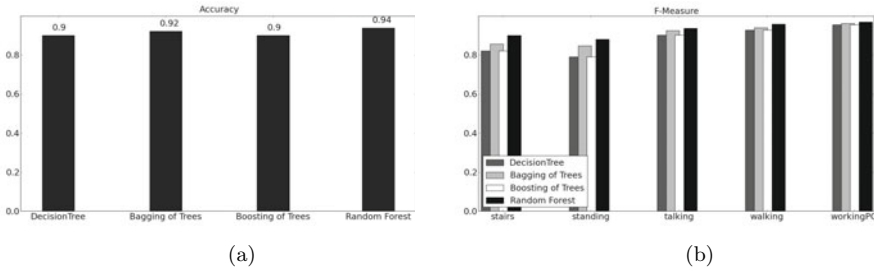 Accuracy
0.9
0.92
0.9
0.94
0.8
0.6
0.4
0.2
0.0
DecisionTree
Bagging of Trees
Boosting of Trees
Random Forest
(a)
F-Measure
0.8
0.6
0.4
0.2
0.0
DecisionTree
Bagging of Trees
Boosting of Trees
Random Forest
stairs
standing
talking
walking
workingPC
(b)